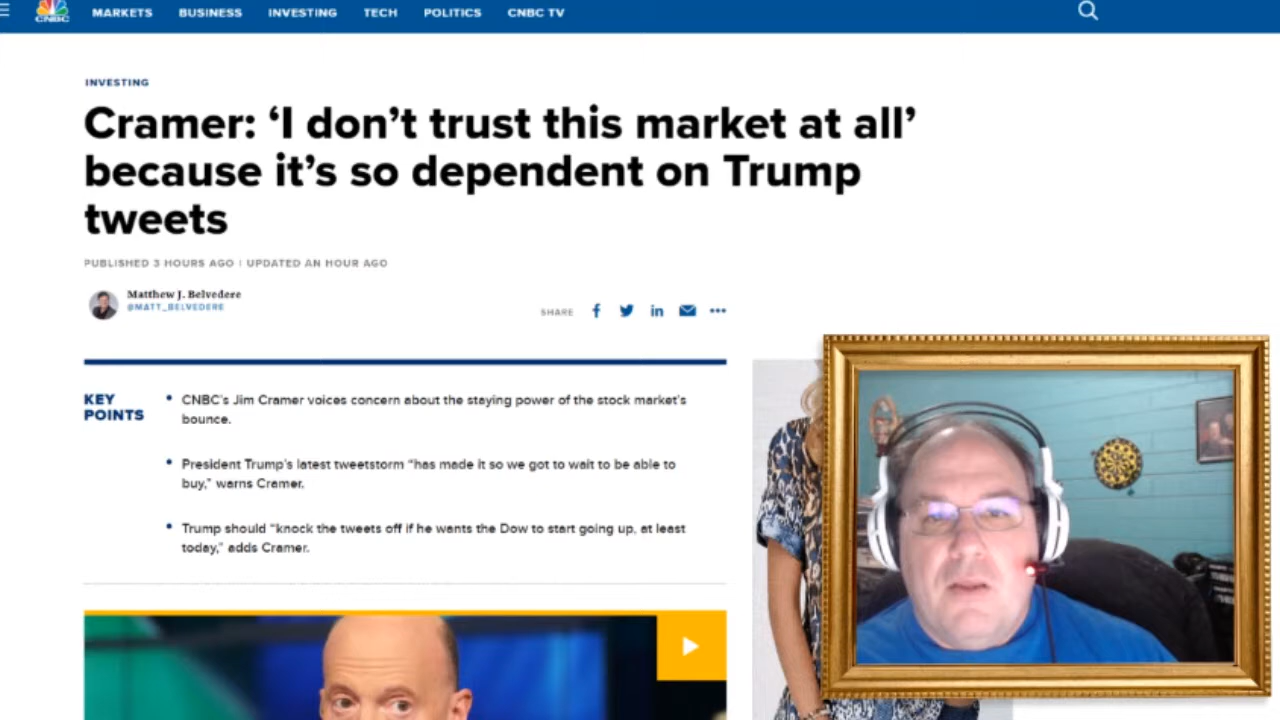 CNBC
MARKETS BUSINESS INVESTING TECH POLITICS CNBC TV
INVESTING
Cramer: ‘I don’t trust this market at all’
because it’s so dependent on Trump
tweets
PUBLISHED 3 HOURS AGO | UPDATED AN HOUR AGO
Matthew J. Belvedere
@MATT_BELVEDERE
SHARE
KEY
POINTS
CNBC’s Jim Cramer voices concern about the staying power of the stock market’s
bounce.
President Trump’s latest tweetstorm “has made it so we got to wait to be able to
buy,” warns Cramer.
Trump should “knock the tweets off if he wants the Dow to start going up, at least
today,” adds Cramer.